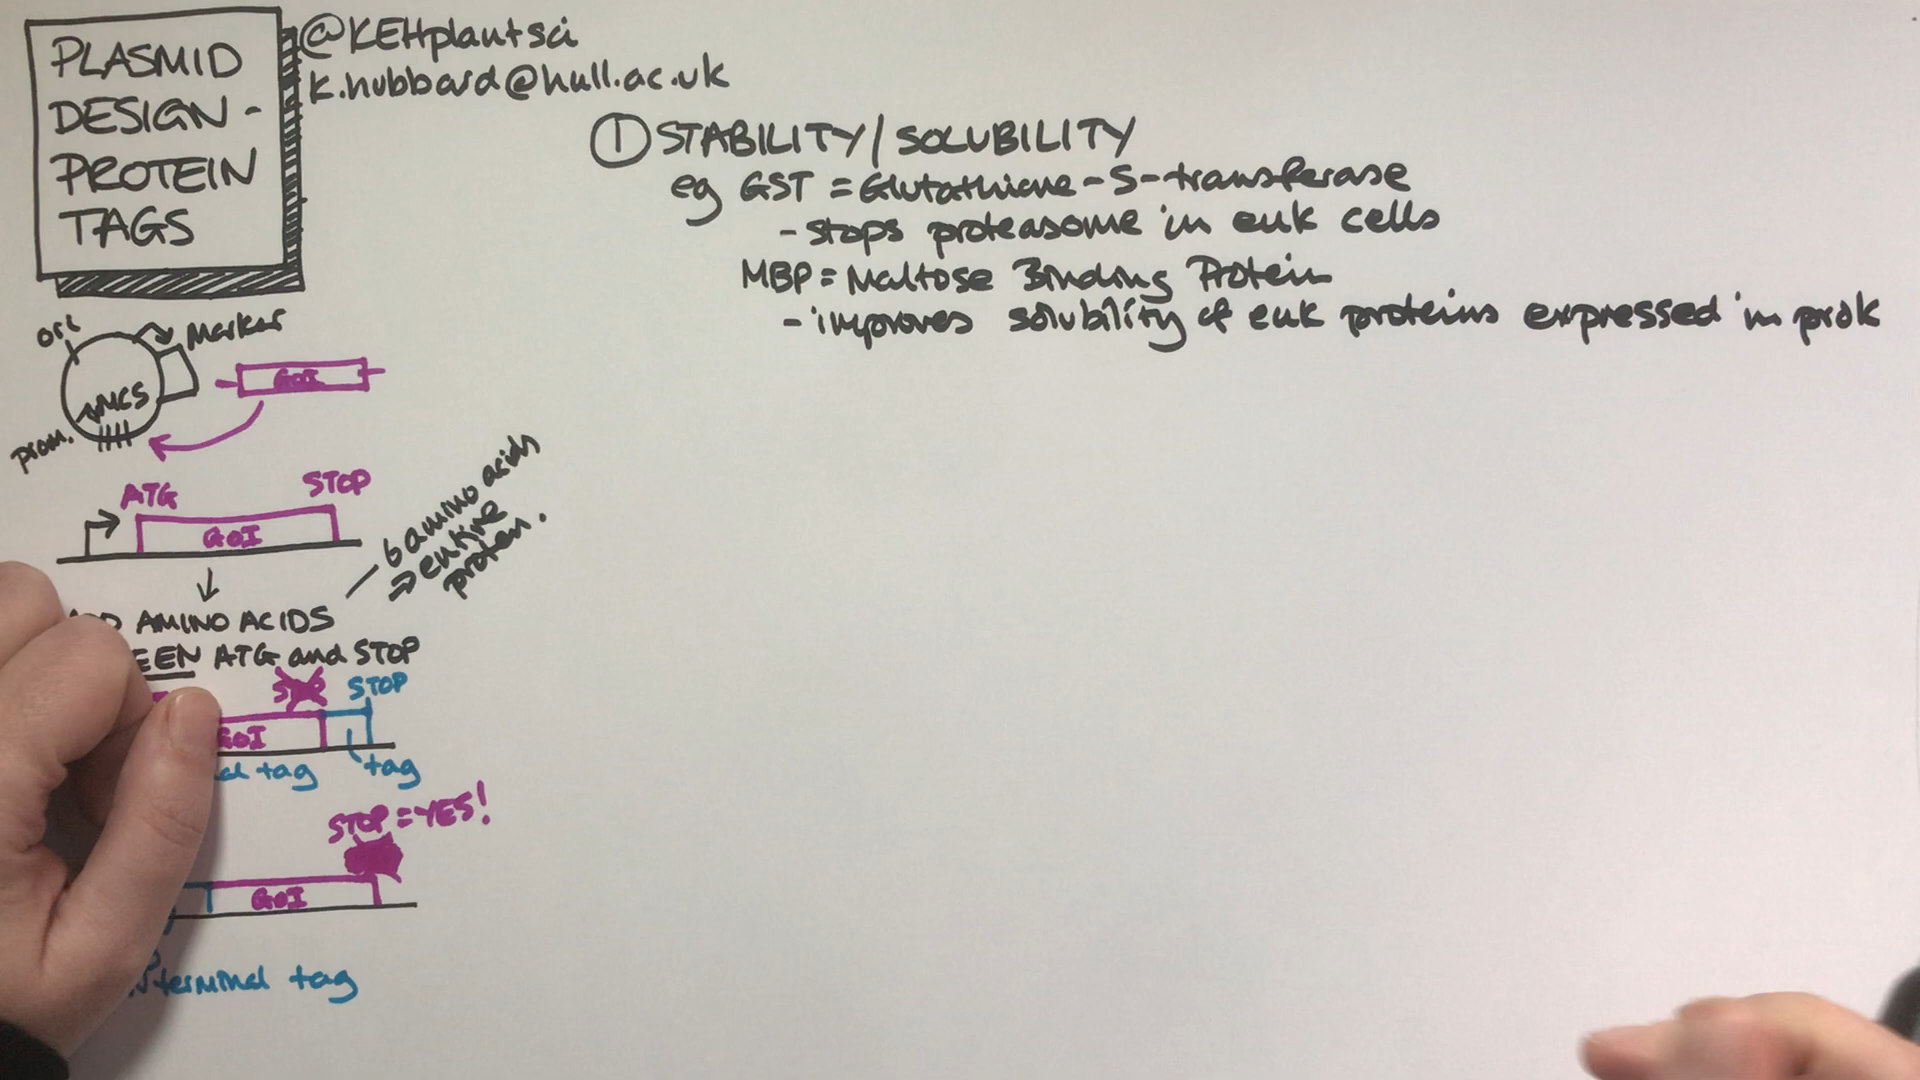 PLASMID
DESIGN -
PROTEIN
TAGS
@KEHplantsci
k.hubbard@hull.ac.uk
① STABILITY/SOLUBILITY
eg GST = Glutathione-S-transferase
- stops proteasome in euk cells
MBP = Maltose Binding Protein
- improves solubility of euk proteins expressed in prok
ori
Marker
MCS
prom.
GOI
ATG
STOP
GOI
6 amino acids
→ entire
protein.
AMINO ACIDS
EEN ATG and STOP
STOP
STOP
GOI
tag
tag
STOP = YES!
GOI
terminal tag